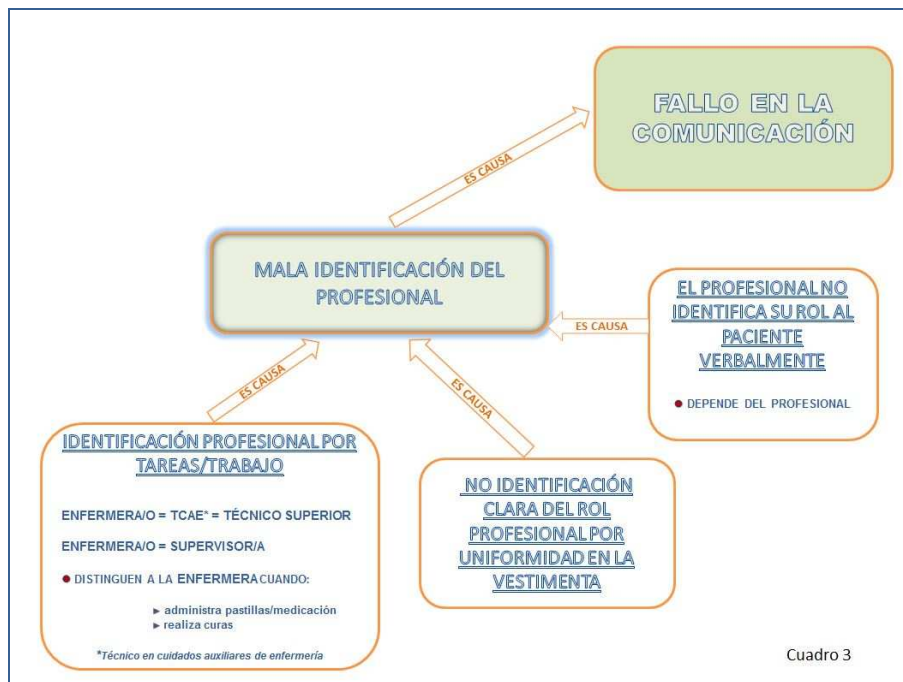 FALLO EN LA
COMUNICACIÓN
ES CAUSA
MALA IDENTIFICACIÓN DEL
PROFESIONAL
ES CAUSA
EL PROFESIONAL NO
IDENTIFICA SU ROL AL
PACIENTE
VERBALMENTE
● DEPENDE DEL PROFESIONAL
ES CAUSA
ES CAUSA
IDENTIFICACIÓN PROFESIONAL POR
TAREAS/TRABAJO
ENFERMERA/O = TCAE* = TÉCNICO SUPERIOR
ENFERMERA/O = SUPERVISOR/A
● DISTINGUEN A LA ENFERMERA CUANDO:
► administra pastillas/medicación
► realiza curas
*Técnico en cuidados auxiliares de enfermería
NO IDENTIFICACIÓN
CLARA DEL ROL
PROFESIONAL POR
UNIFORMIDAD EN LA
VESTIMENTA
Cuadro 3